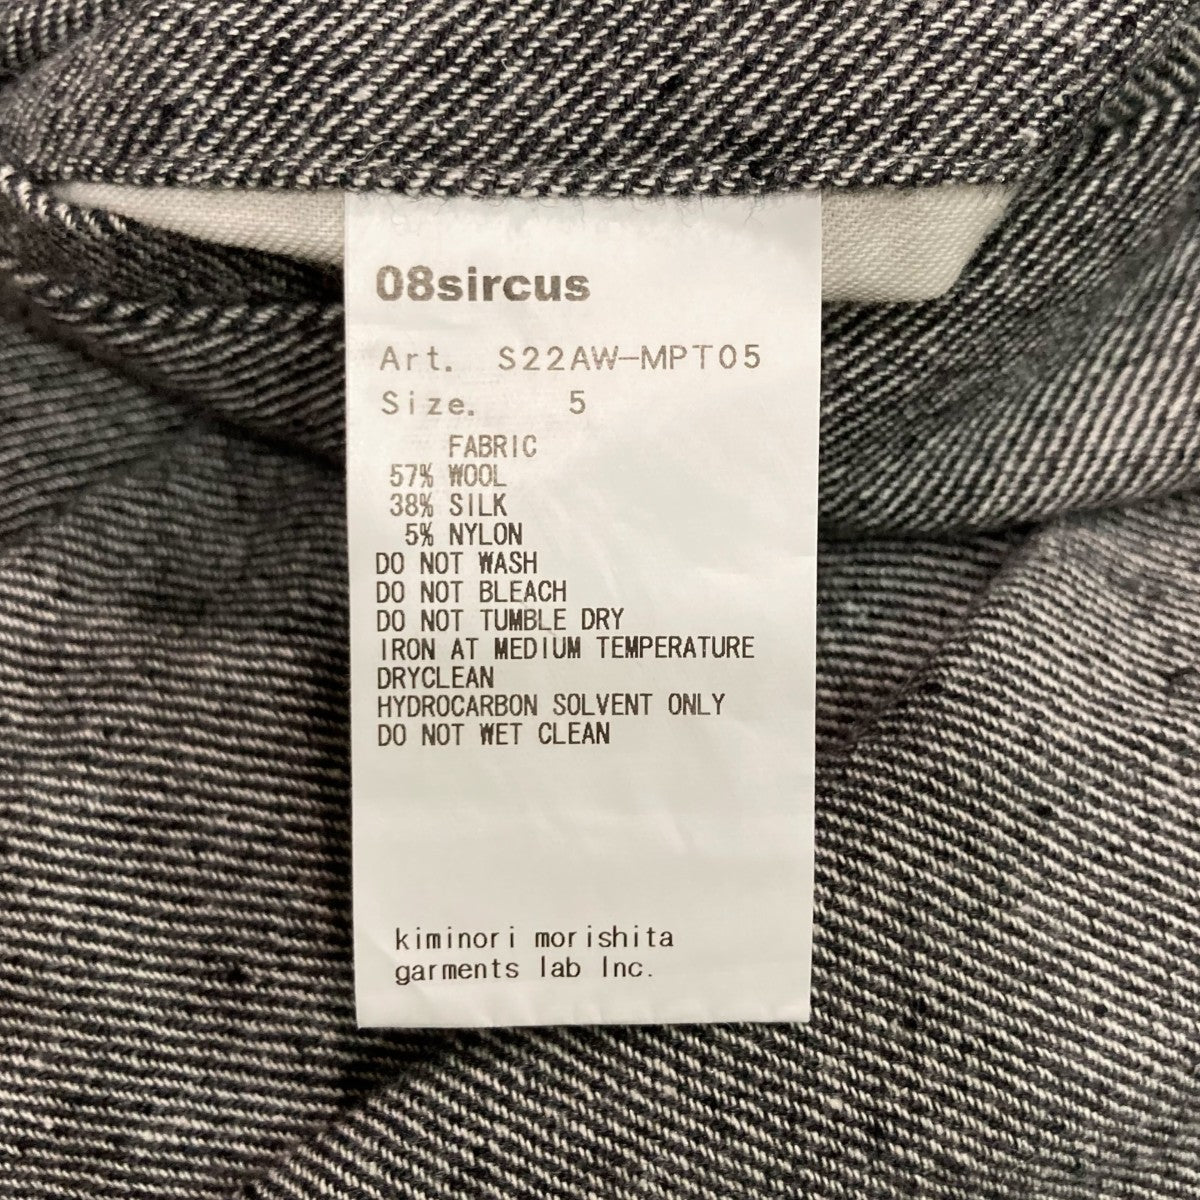 08sircus
Art. S22AW-MPT05
Size. 5
FABRIC
57% WOOL
38% SILK
5% NYLON
DO NOT WASH
DO NOT BLEACH
DO NOT TUMBLE DRY
IRON AT MEDIUM TEMPERATURE
DRYCLEAN
HYDROCARBON SOLVENT ONLY
DO NOT WET CLEAN
kiminori morishita
garments lab Inc.